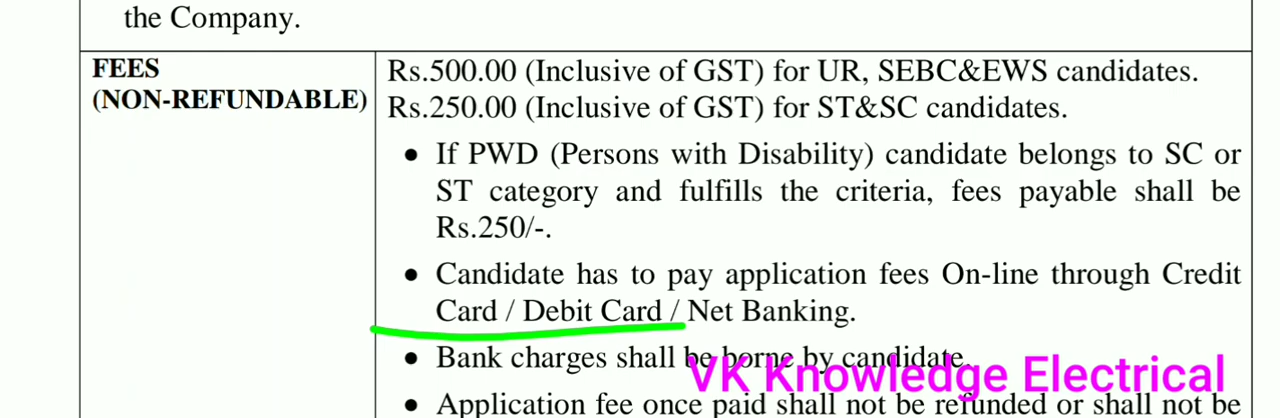 the Company.
FEES
(NON-REFUNDABLE)
Rs.500.00 (Inclusive of GST) for UR, SEBC&EWS candidates.
Rs.250.00 (Inclusive of GST) for ST&SC candidates.
• If PWD (Persons with Disability) candidate belongs to SC or
ST category and fulfills the criteria, fees payable shall be
Rs.250/-.
• Candidate has to pay application fees On-line through Credit
Card / Debit Card / Net Banking.
• Bank charges shall be borne by candidate.
VK Knowledge Electrical
• Application fee once paid shall not be refunded or shall not be